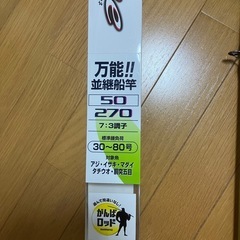 万能!!
並継船竿
50
270
7:3調子
標準錘負荷
30～80号
対象魚
アジ・イサキ・マダイ
タチウオ・胴突五目
がんば
ロッド